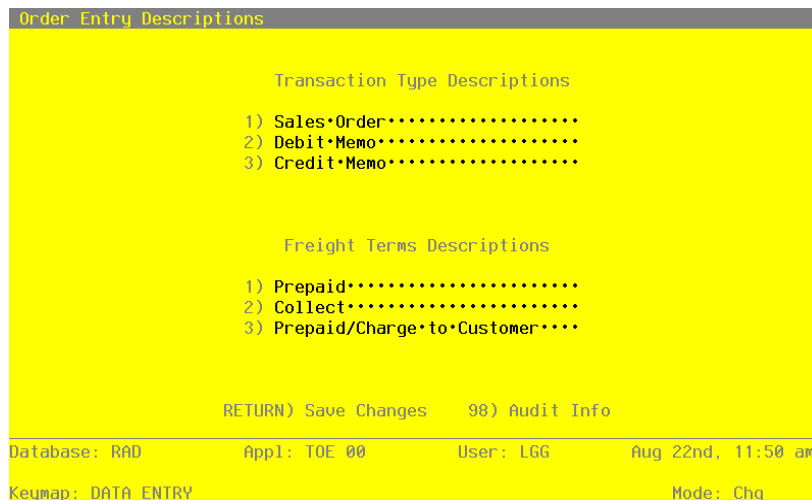 Order Entry Descriptions
Transaction Type Descriptions
1) Sales·Order···················
2) Debit·Memo····················
3) Credit·Memo···················
Freight Terms Descriptions
1) Prepaid·······················
2) Collect·······················
3) Prepaid/Charge·to·Customer····
RETURN) Save Changes 98) Audit Info
Database: RAD Appl: TOE 00 User: LGG Aug 22nd, 11:50 am
Keymap: DATA ENTRY Mode: Chg